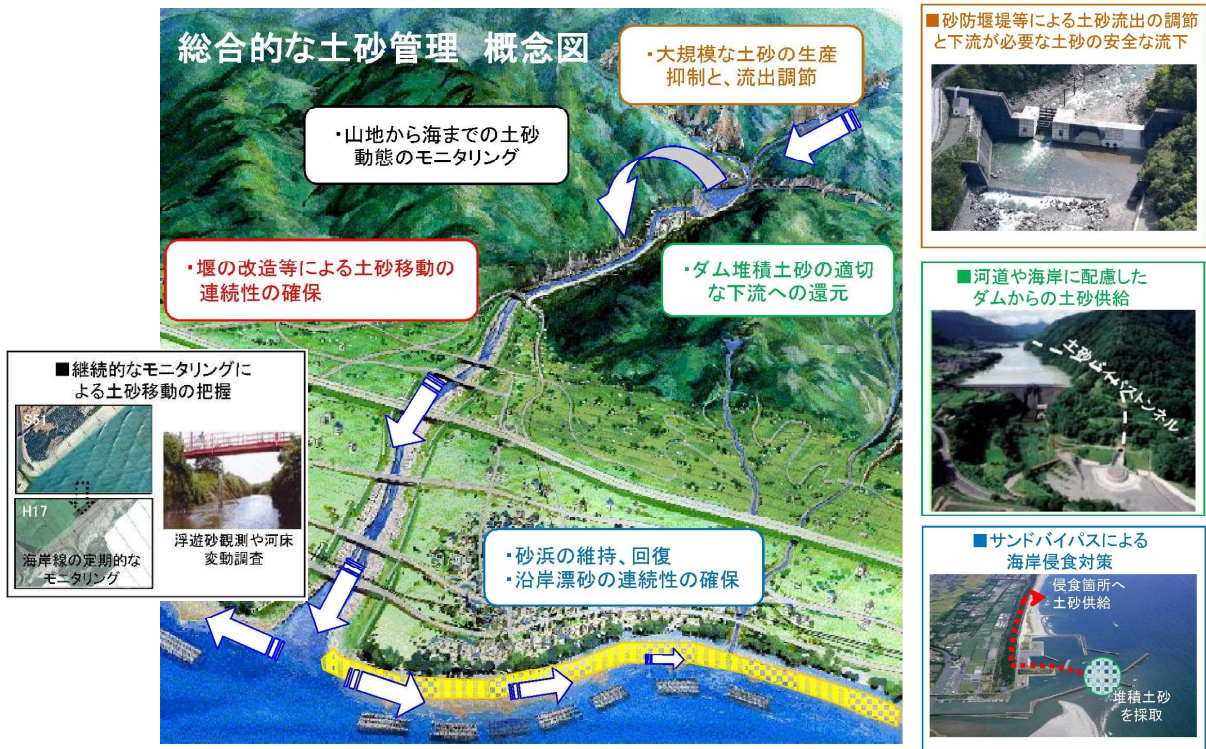 総合的な土砂管理 概念図
・大規模な土砂の生産
抑制と、流出調節
・山地から海までの土砂
動態のモニタリング
・堰の改造等による土砂移動の
連続性の確保
・ダム堆積土砂の適切
な下流への還元
■継続的なモニタリングに
よる土砂移動の把握
S61
H17
海岸線の定期的な
モニタリング
浮遊砂観測や河床
変動調査
・砂浜の維持、回復
・沿岸漂砂の連続性の確保
■砂防堰堤等による土砂流出の調節
と下流が必要な土砂の安全な流下
■河道や海岸に配慮した
ダムからの土砂供給
土砂バイパストンネル
■サンドバイパスによる
海岸侵食対策
侵食箇所へ
土砂供給
堆積土砂
を採取